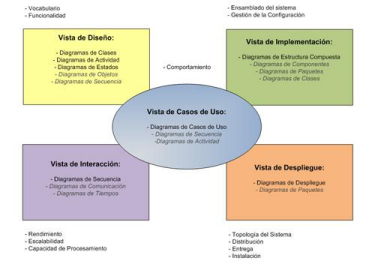 - Vocabulario
- Funcionalidad
- Ensamblado del sistema
- Gestión de la Configuración
Vista de Diseño:
- Diagramas de Clases
- Diagramas de Actividad
- Diagramas de Estados
- Diagramas de Objetos
- Diagramas de Secuencia
- Comportamiento
Vista de Implementación:
- Diagramas de Estructura Compuesta
- Diagramas de Componentes
- Diagramas de Paquetes
- Diagramas de Clases
Vista de Casos de Uso:
- Diagramas de Casos de Uso
- Diagramas de Secuencia
-Diagramas de Actividad
Vista de Interacción:
- Diagramas de Secuencia
- Diagramas de Comunicación
- Diagramas de Tiempos
Vista de Despliegue:
- Diagramas de Despliegue
- Diagramas de Paquetes
- Rendimiento
- Escalabilidad
- Capacidad de Procesamiento
- Topología del Sistema
- Distribución
- Entrega
- Instalación